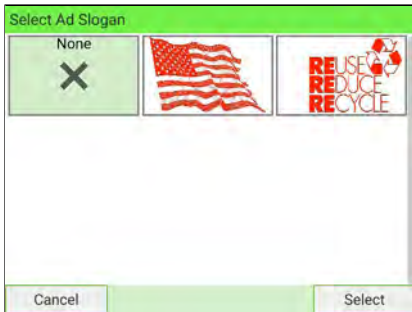 Select Ad Slogan
None
REUSE
REDUCE
RECYCLE
Cancel
Select